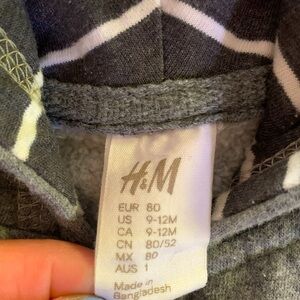 H&M
EUR 80
US 9-12M
CA 9-12M
CN 80/52
MX 80
AUS 1
Made in
Bangladesh